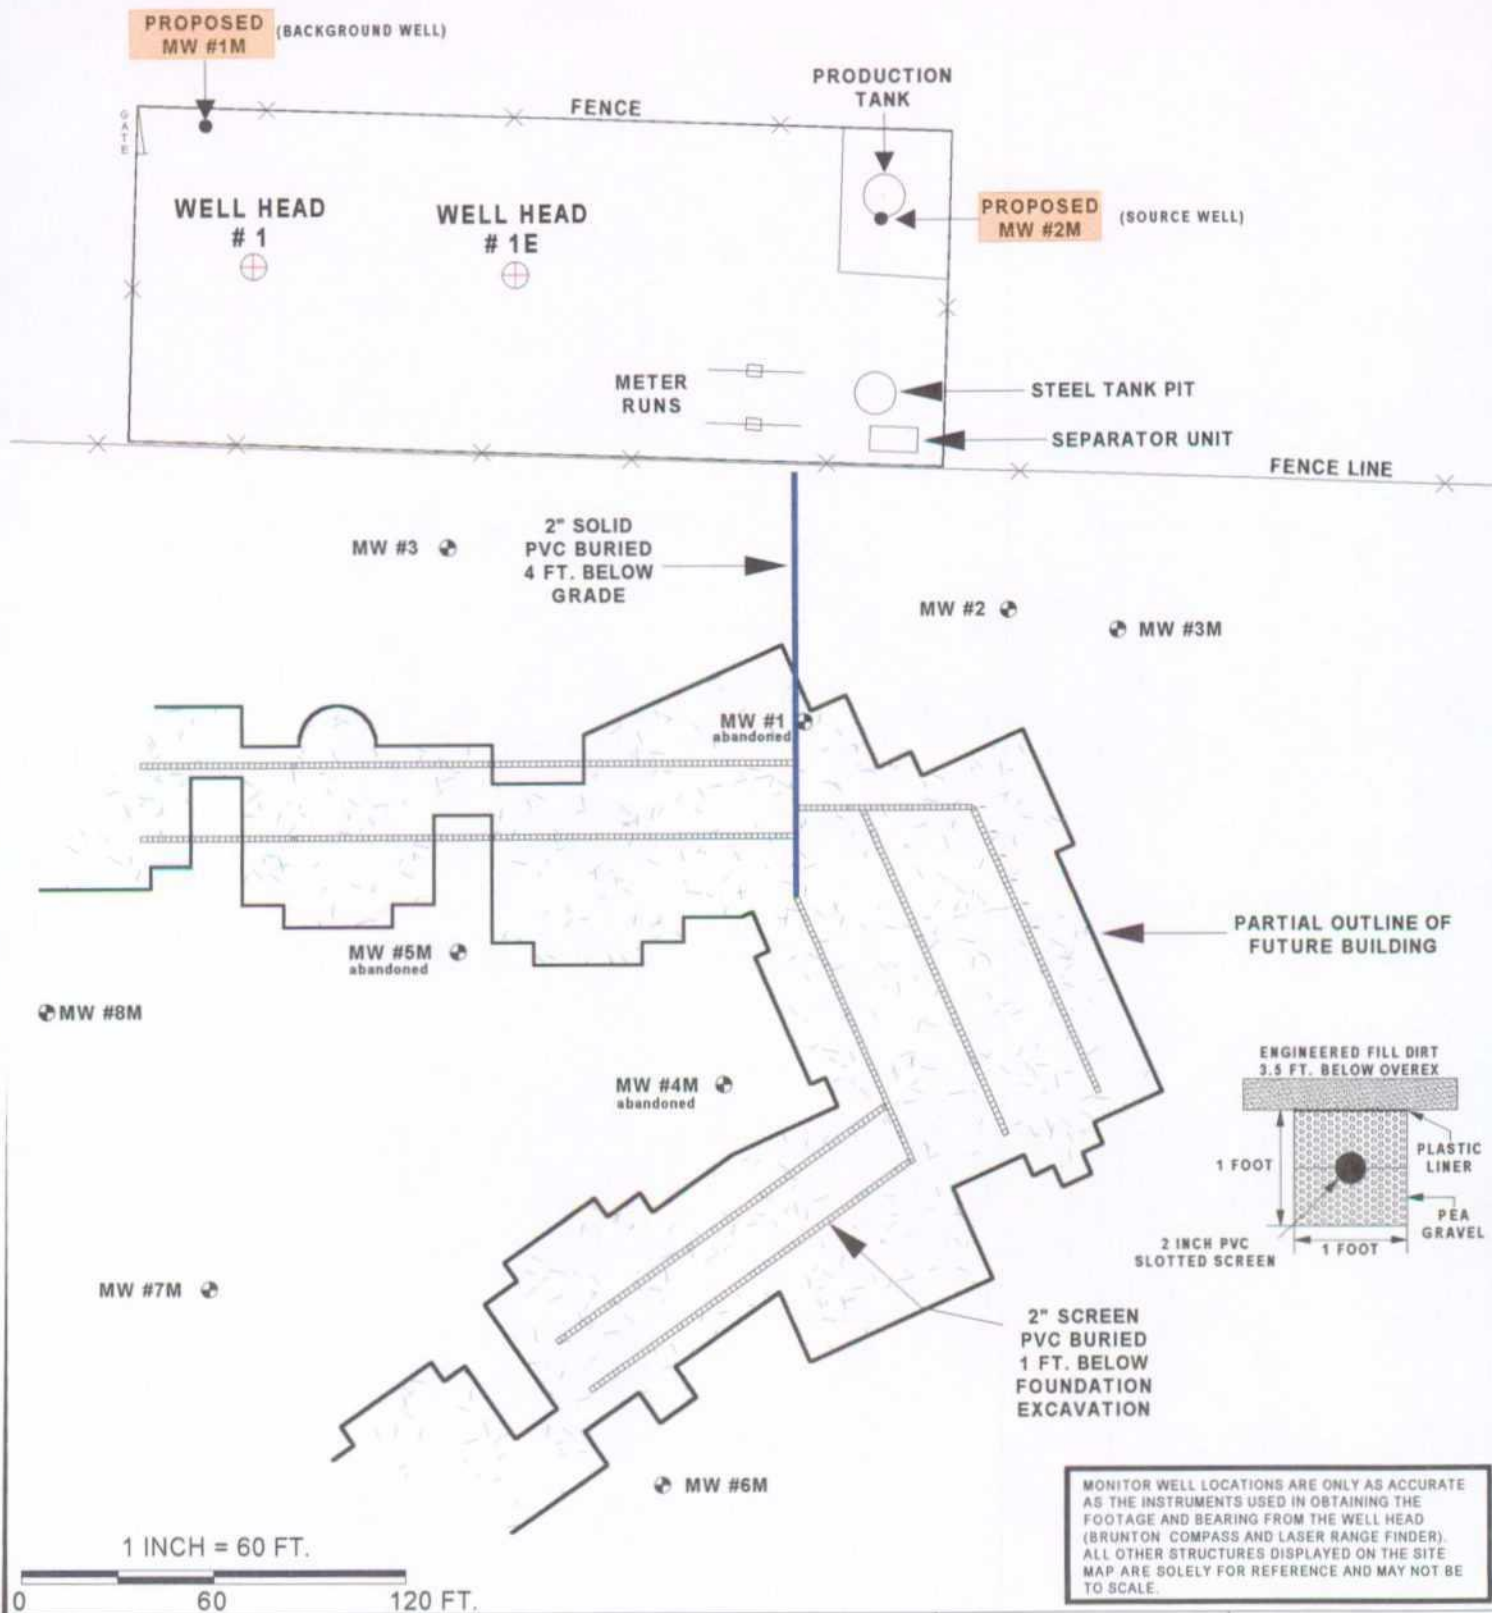 PROPOSED
MW #1M
(BACKGROUND WELL)
GATE
FENCE
PRODUCTION
TANK
WELL HEAD
# 1
WELL HEAD
# 1E
PROPOSED
MW #2M
(SOURCE WELL)
METER
RUNS
STEEL TANK PIT
SEPARATOR UNIT
FENCE LINE
MW #3
2" SOLID
PVC BURIED
4 FT. BELOW
GRADE
MW #2
MW #3M
MW #1
abandoned
PARTIAL OUTLINE OF
FUTURE BUILDING
MW #5M
abandoned
MW #8M
MW #4M
abandoned
ENGINEERED FILL DIRT
3.5 FT. BELOW OVEREX
1 FOOT
PLASTIC
LINER
PEA
GRAVEL
2 INCH PVC
SLOTTED SCREEN
1 FOOT
MW #7M
2" SCREEN
PVC BURIED
1 FT. BELOW
FOUNDATION
EXCAVATION
MW #6M
MONITOR WELL LOCATIONS ARE ONLY AS ACCURATE
AS THE INSTRUMENTS USED IN OBTAINING THE
FOOTAGE AND BEARING FROM THE WELL HEAD
(BRUNTON COMPASS AND LASER RANGE FINDER).
ALL OTHER STRUCTURES DISPLAYED ON THE SITE
MAP ARE SOLELY FOR REFERENCE AND MAY NOT BE
TO SCALE.
1 INCH = 60 FT.
0 60 120 FT.